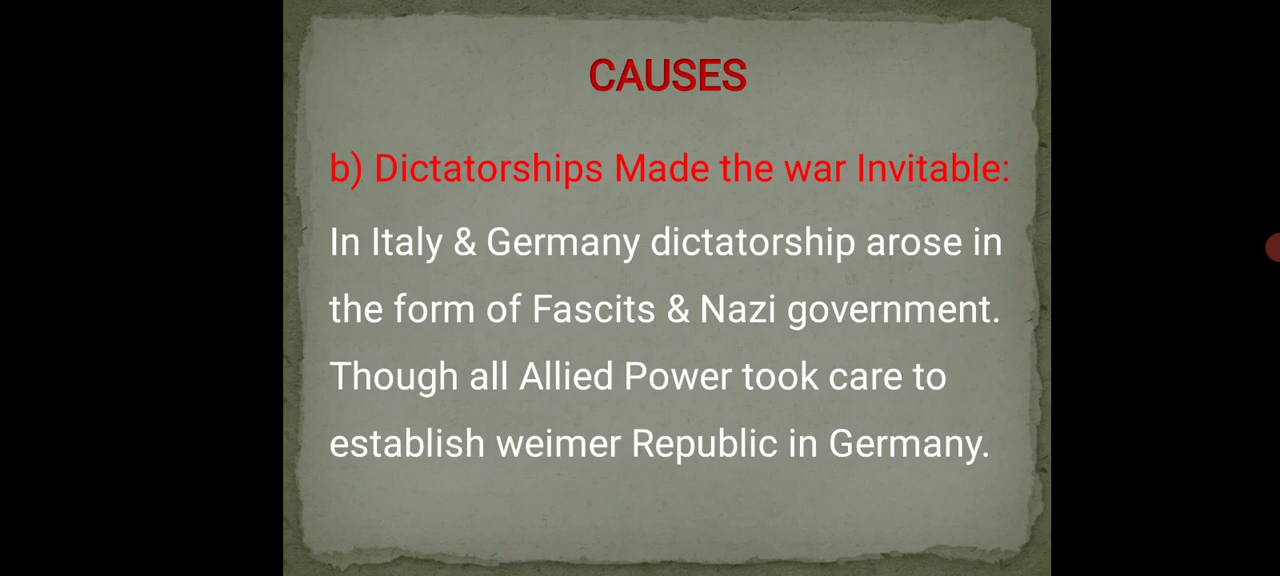 CAUSES
b) Dictatorships Made the war Invitable:
In Italy & Germany dictatorship arose in
the form of Fascits & Nazi government.
Though all Allied Power took care to
establish weimer Republic in Germany.